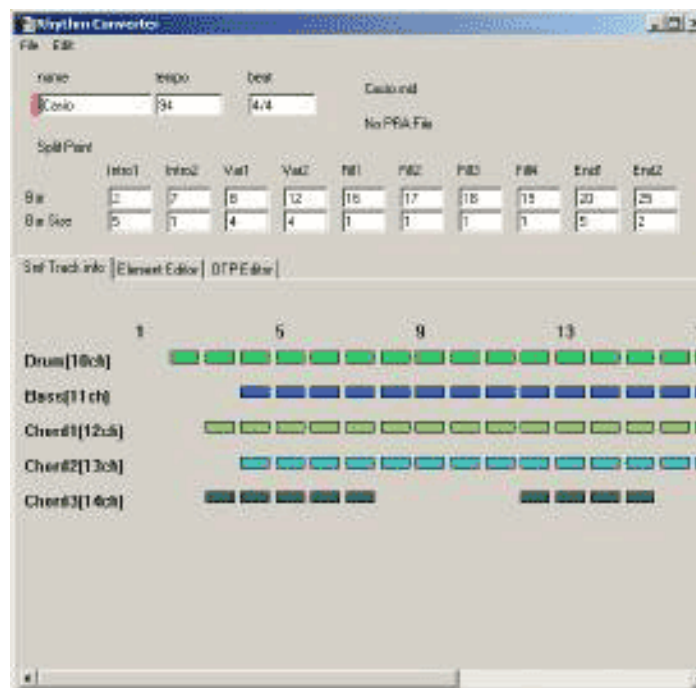 Rhythm Converter
File Edit
name tempo beat
Casio 94 4/4 Casio.mid
No PRA File
Split Point
Intro1 Intro2 Var1 Var2 Fill1 Fill2 Fill3 Fill4 End1 End2
Bar 2 7 8 12 16 17 18 19 20 25
Bar Size 5 1 4 4 1 1 1 1 5 2
Smf Track info Element Editor DTP Editor
1 5 9 13
Drum[10ch]
Bass[11ch]
Chord1[12ch]
Chord2[13ch]
Chord3[14ch]